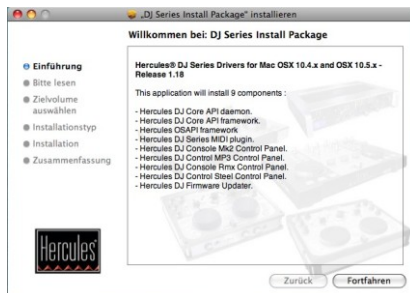 „DJ Series Install Package“ installieren
Willkommen bei: DJ Series Install Package
Einführung
Bitte lesen
Zielvolume
auswählen
Installationstyp
Installation
Zusammenfassung
Hercules® DJ Series Drivers for Mac OSX 10.4.x and OSX 10.5.x -
Release 1.18
This application will install 9 components :
- Hercules DJ Core API daemon.
- Hercules DJ Core API framework.
- Hercules OSAPI framework
- Hercules DJ Series MIDI plugin.
- Hercules DJ Console Mk2 Control Panel.
- Hercules DJ Control MP3 Control Panel.
- Hercules DJ Console Rmx Control Panel.
- Hercules DJ Control Steel Control Panel.
- Hercules DJ Firmware Updater.
Hercules
Zurück
Fortfahren